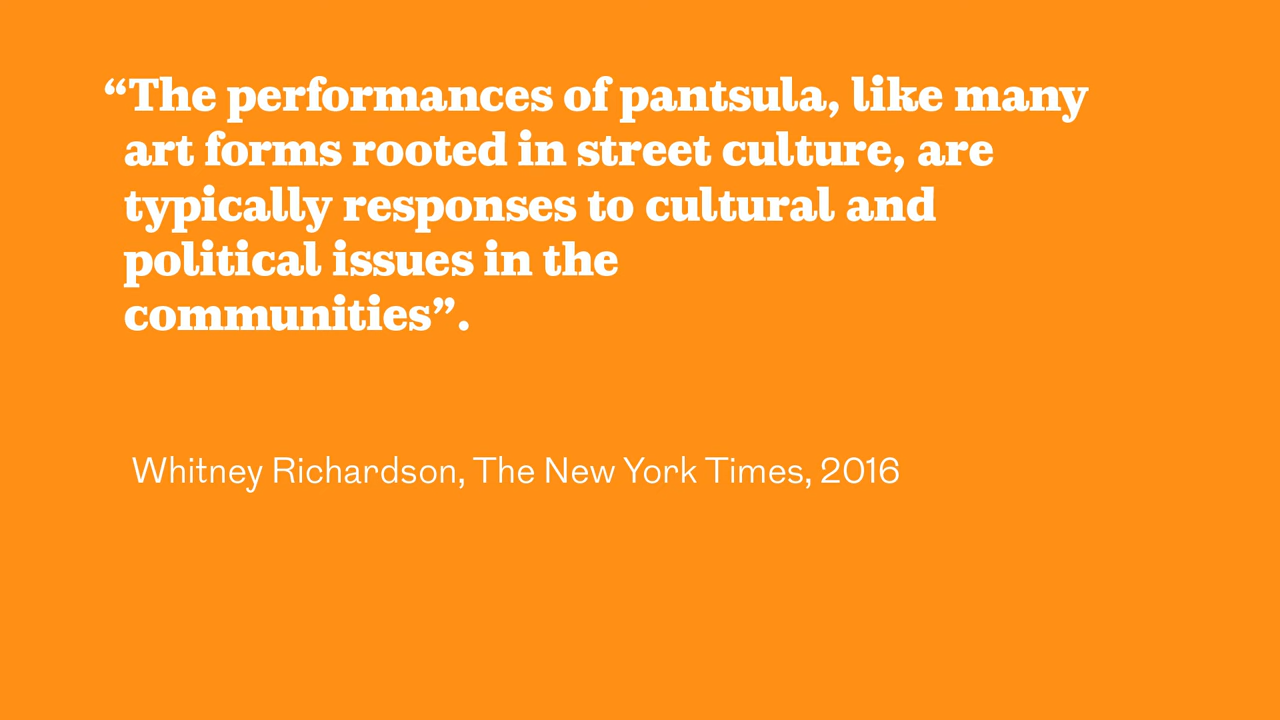 “The performances of pantsula, like many
art forms rooted in street culture, are
typically responses to cultural and
political issues in the
communities”.
Whitney Richardson, The New York Times, 2016